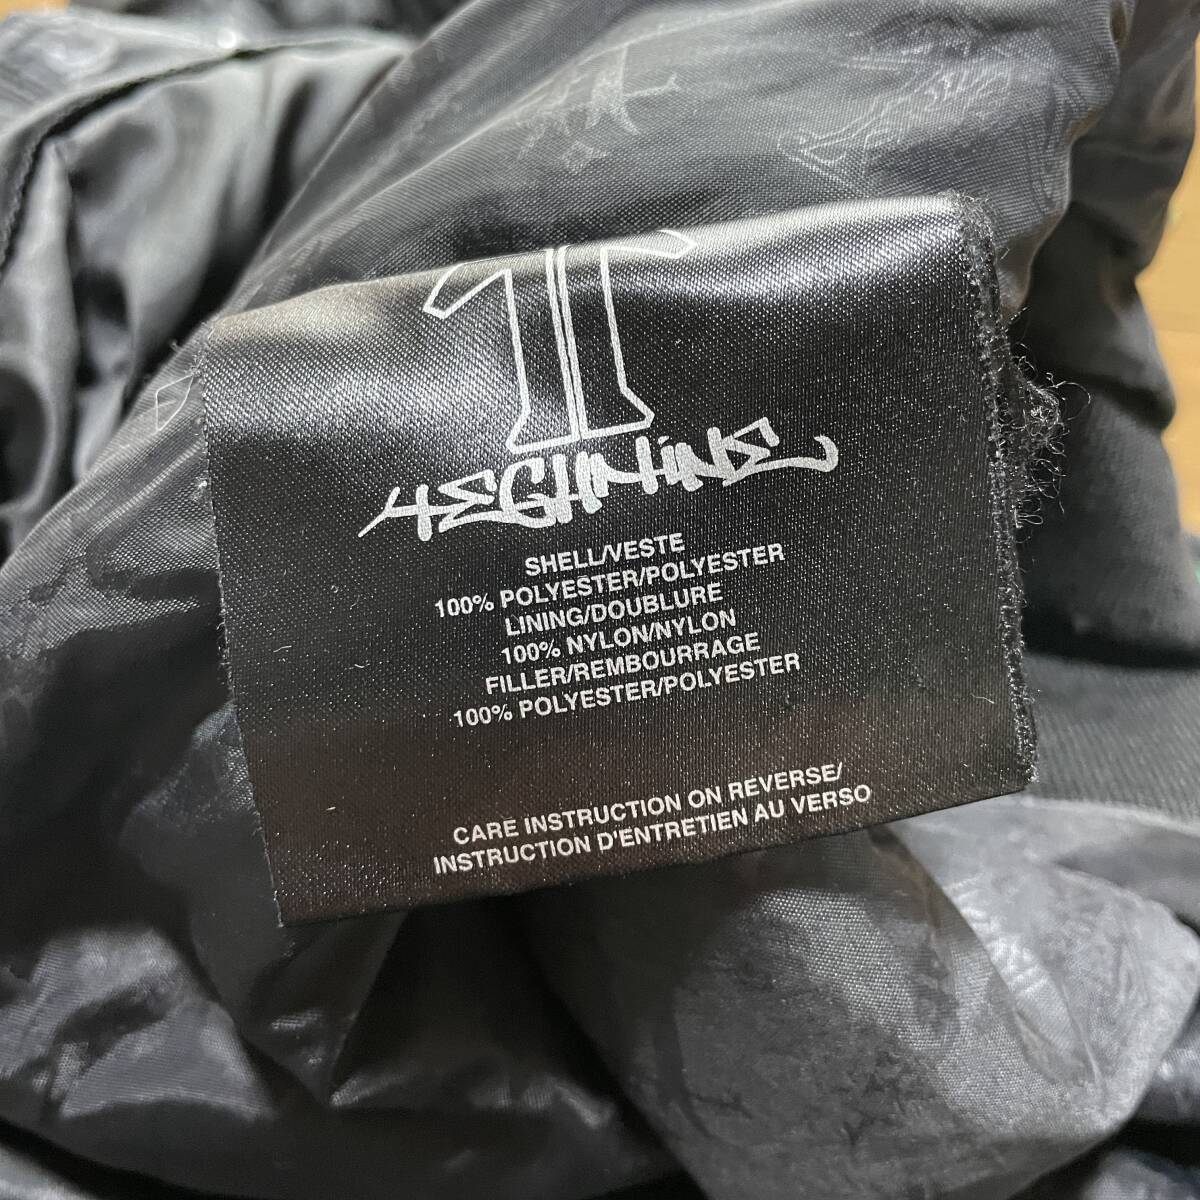 T
TECHNINE
SHELL/VESTE
100% POLYESTER/POLYESTER
LINING/DOUBLURE
100% NYLON/NYLON
FILLER/REMBOURRAGE
100% POLYESTER/POLYESTER
CARE INSTRUCTION ON REVERSE/
INSTRUCTION D'ENTRETIEN AU VERSO